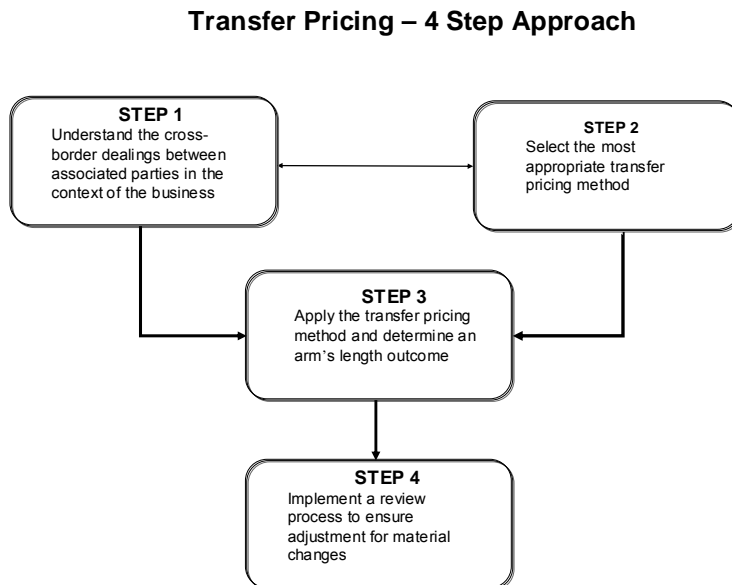 Transfer Pricing – 4 Step Approach
STEP 1
Understand the cross-
border dealings between
associated parties in the
context of the business
STEP 2
Select the most
appropriate transfer
pricing method
STEP 3
Apply the transfer pricing
method and determine an
arm’s length outcome
STEP 4
Implement a review
process to ensure
adjustment for material
changes